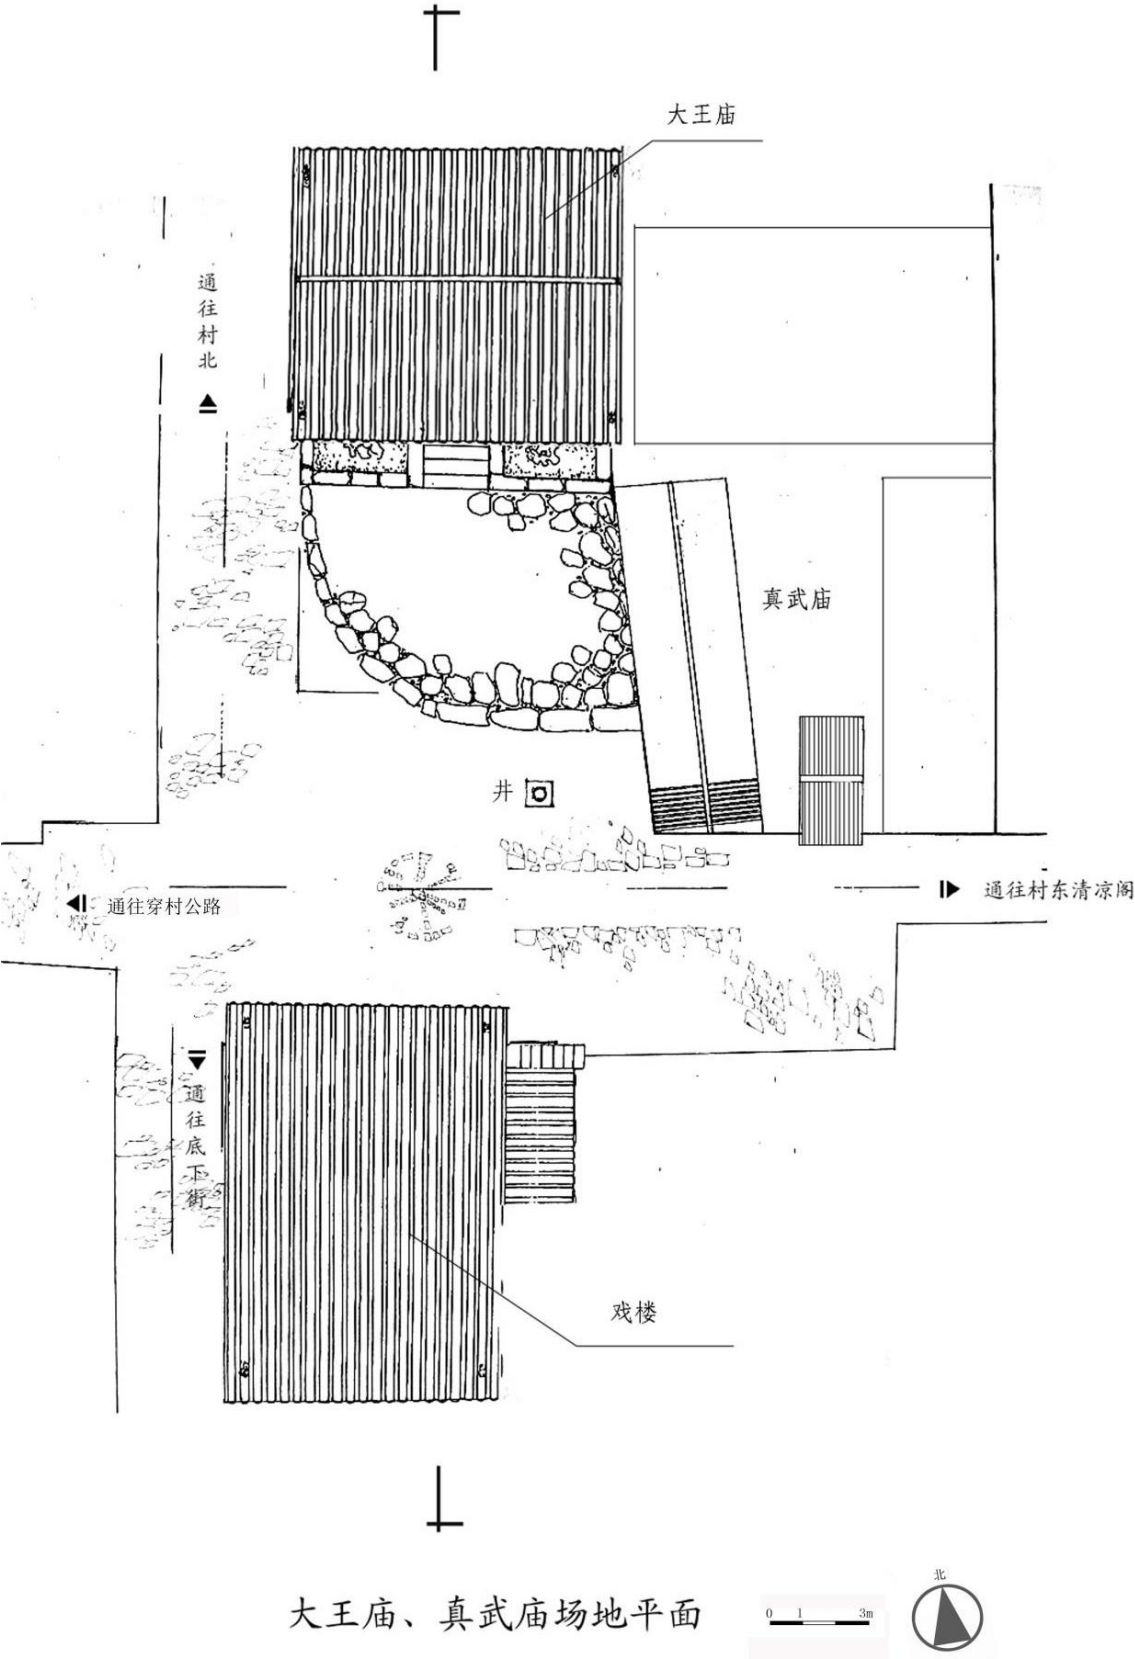 大王庙
通往村北
真武庙
井
通往穿村公路
通往村东清凉阁
通往底下街
戏楼
大王庙、真武庙场地平面
0 1 3m
北